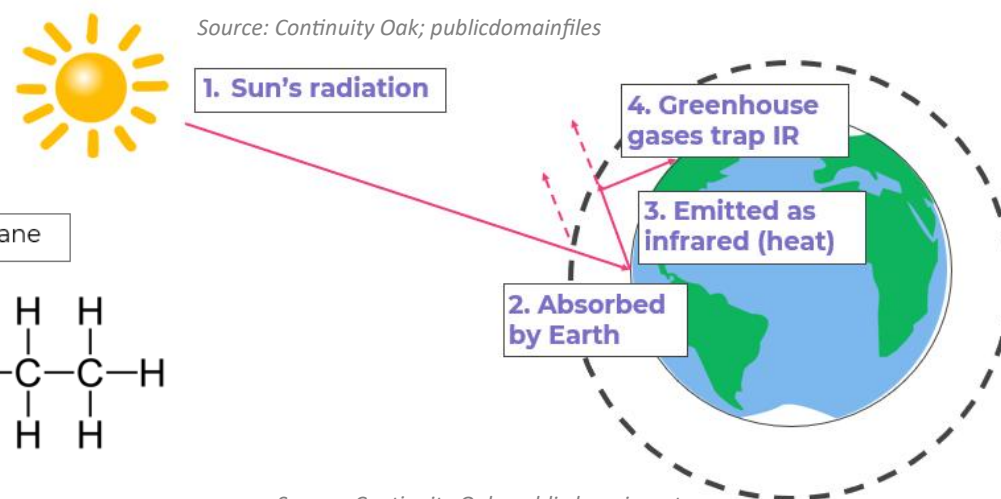 Source: Continuity Oak; publicdomainfiles
1. Sun's radiation
4. Greenhouse
gases trap IR
3. Emitted as
infrared (heat)
2. Absorbed
by Earth
ane
H H
C C H
H H